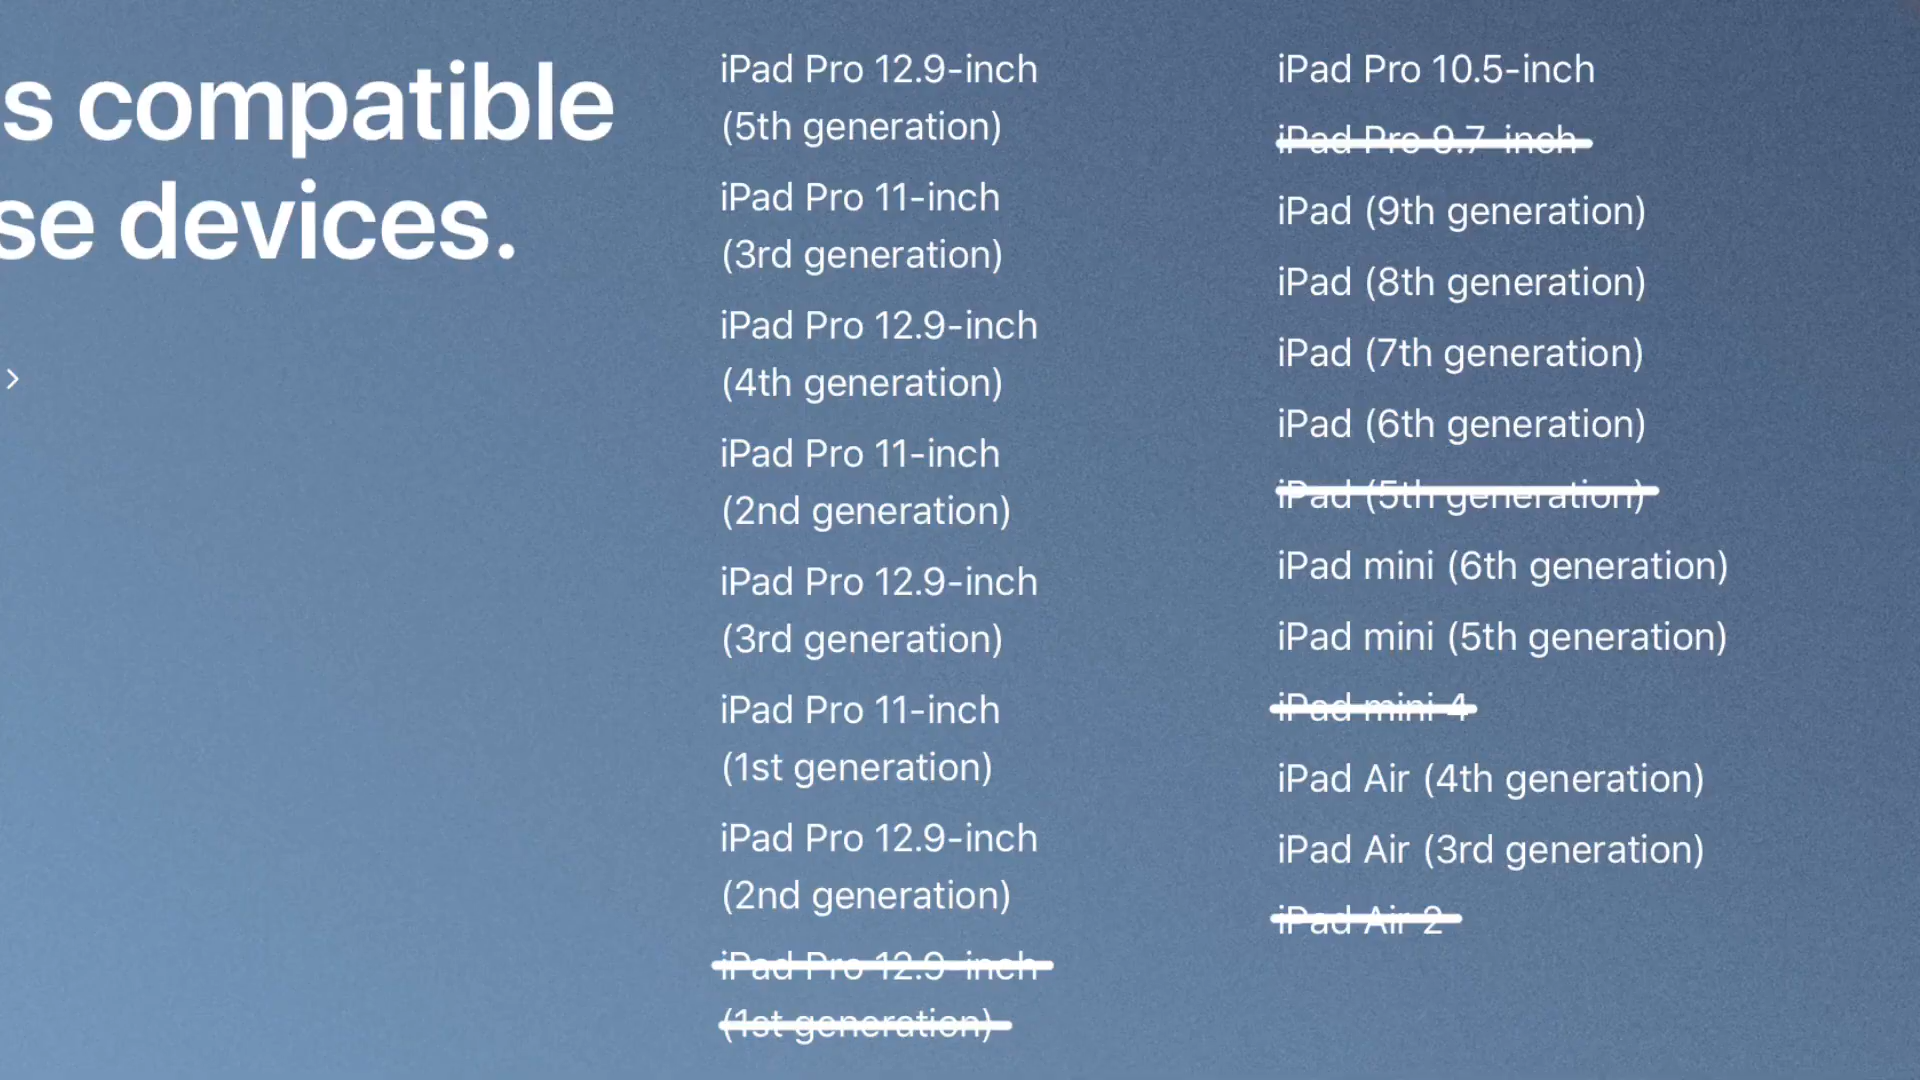 s compatible
se devices.
›
iPad Pro 12.9-inch
(5th generation)
iPad Pro 11-inch
(3rd generation)
iPad Pro 12.9-inch
(4th generation)
iPad Pro 11-inch
(2nd generation)
iPad Pro 12.9-inch
(3rd generation)
iPad Pro 11-inch
(1st generation)
iPad Pro 12.9-inch
(2nd generation)
iPad Pro 12.9-inch
(1st generation)
iPad Pro 10.5-inch
iPad Pro 9.7-inch
iPad (9th generation)
iPad (8th generation)
iPad (7th generation)
iPad (6th generation)
iPad (5th generation)
iPad mini (6th generation)
iPad mini (5th generation)
iPad mini 4
iPad Air (4th generation)
iPad Air (3rd generation)
iPad Air 2